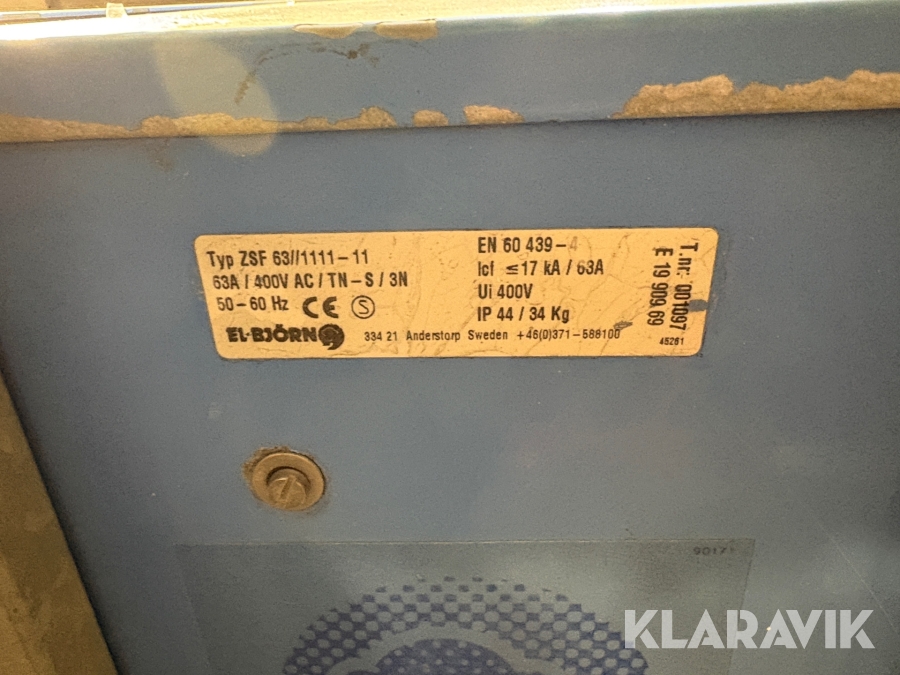 Typ ZSF 63//1111-11
63A / 400V AC / TN-S / 3N
50-60 Hz CE S
EL-BJÖRN
EN 60 439-4
Icf ≤ 17 kA / 63A
Ui 400V
IP 44 / 34 Kg
334 21 Anderstorp Sweden +46(0)371-588100
T.nr: 001097
E 19 909 69
45261
90171
KLARAVIK